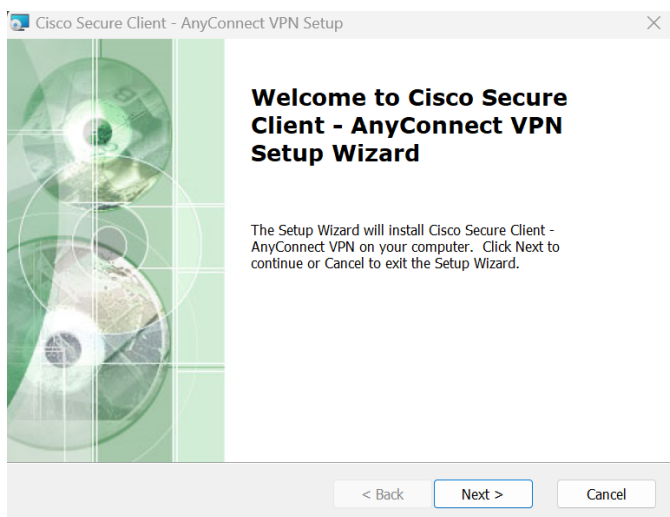 Cisco Secure Client - AnyConnect VPN Setup
Welcome to Cisco Secure
Client - AnyConnect VPN
Setup Wizard
The Setup Wizard will install Cisco Secure Client -
AnyConnect VPN on your computer.  Click Next to
continue or Cancel to exit the Setup Wizard.
< Back
Next >
Cancel